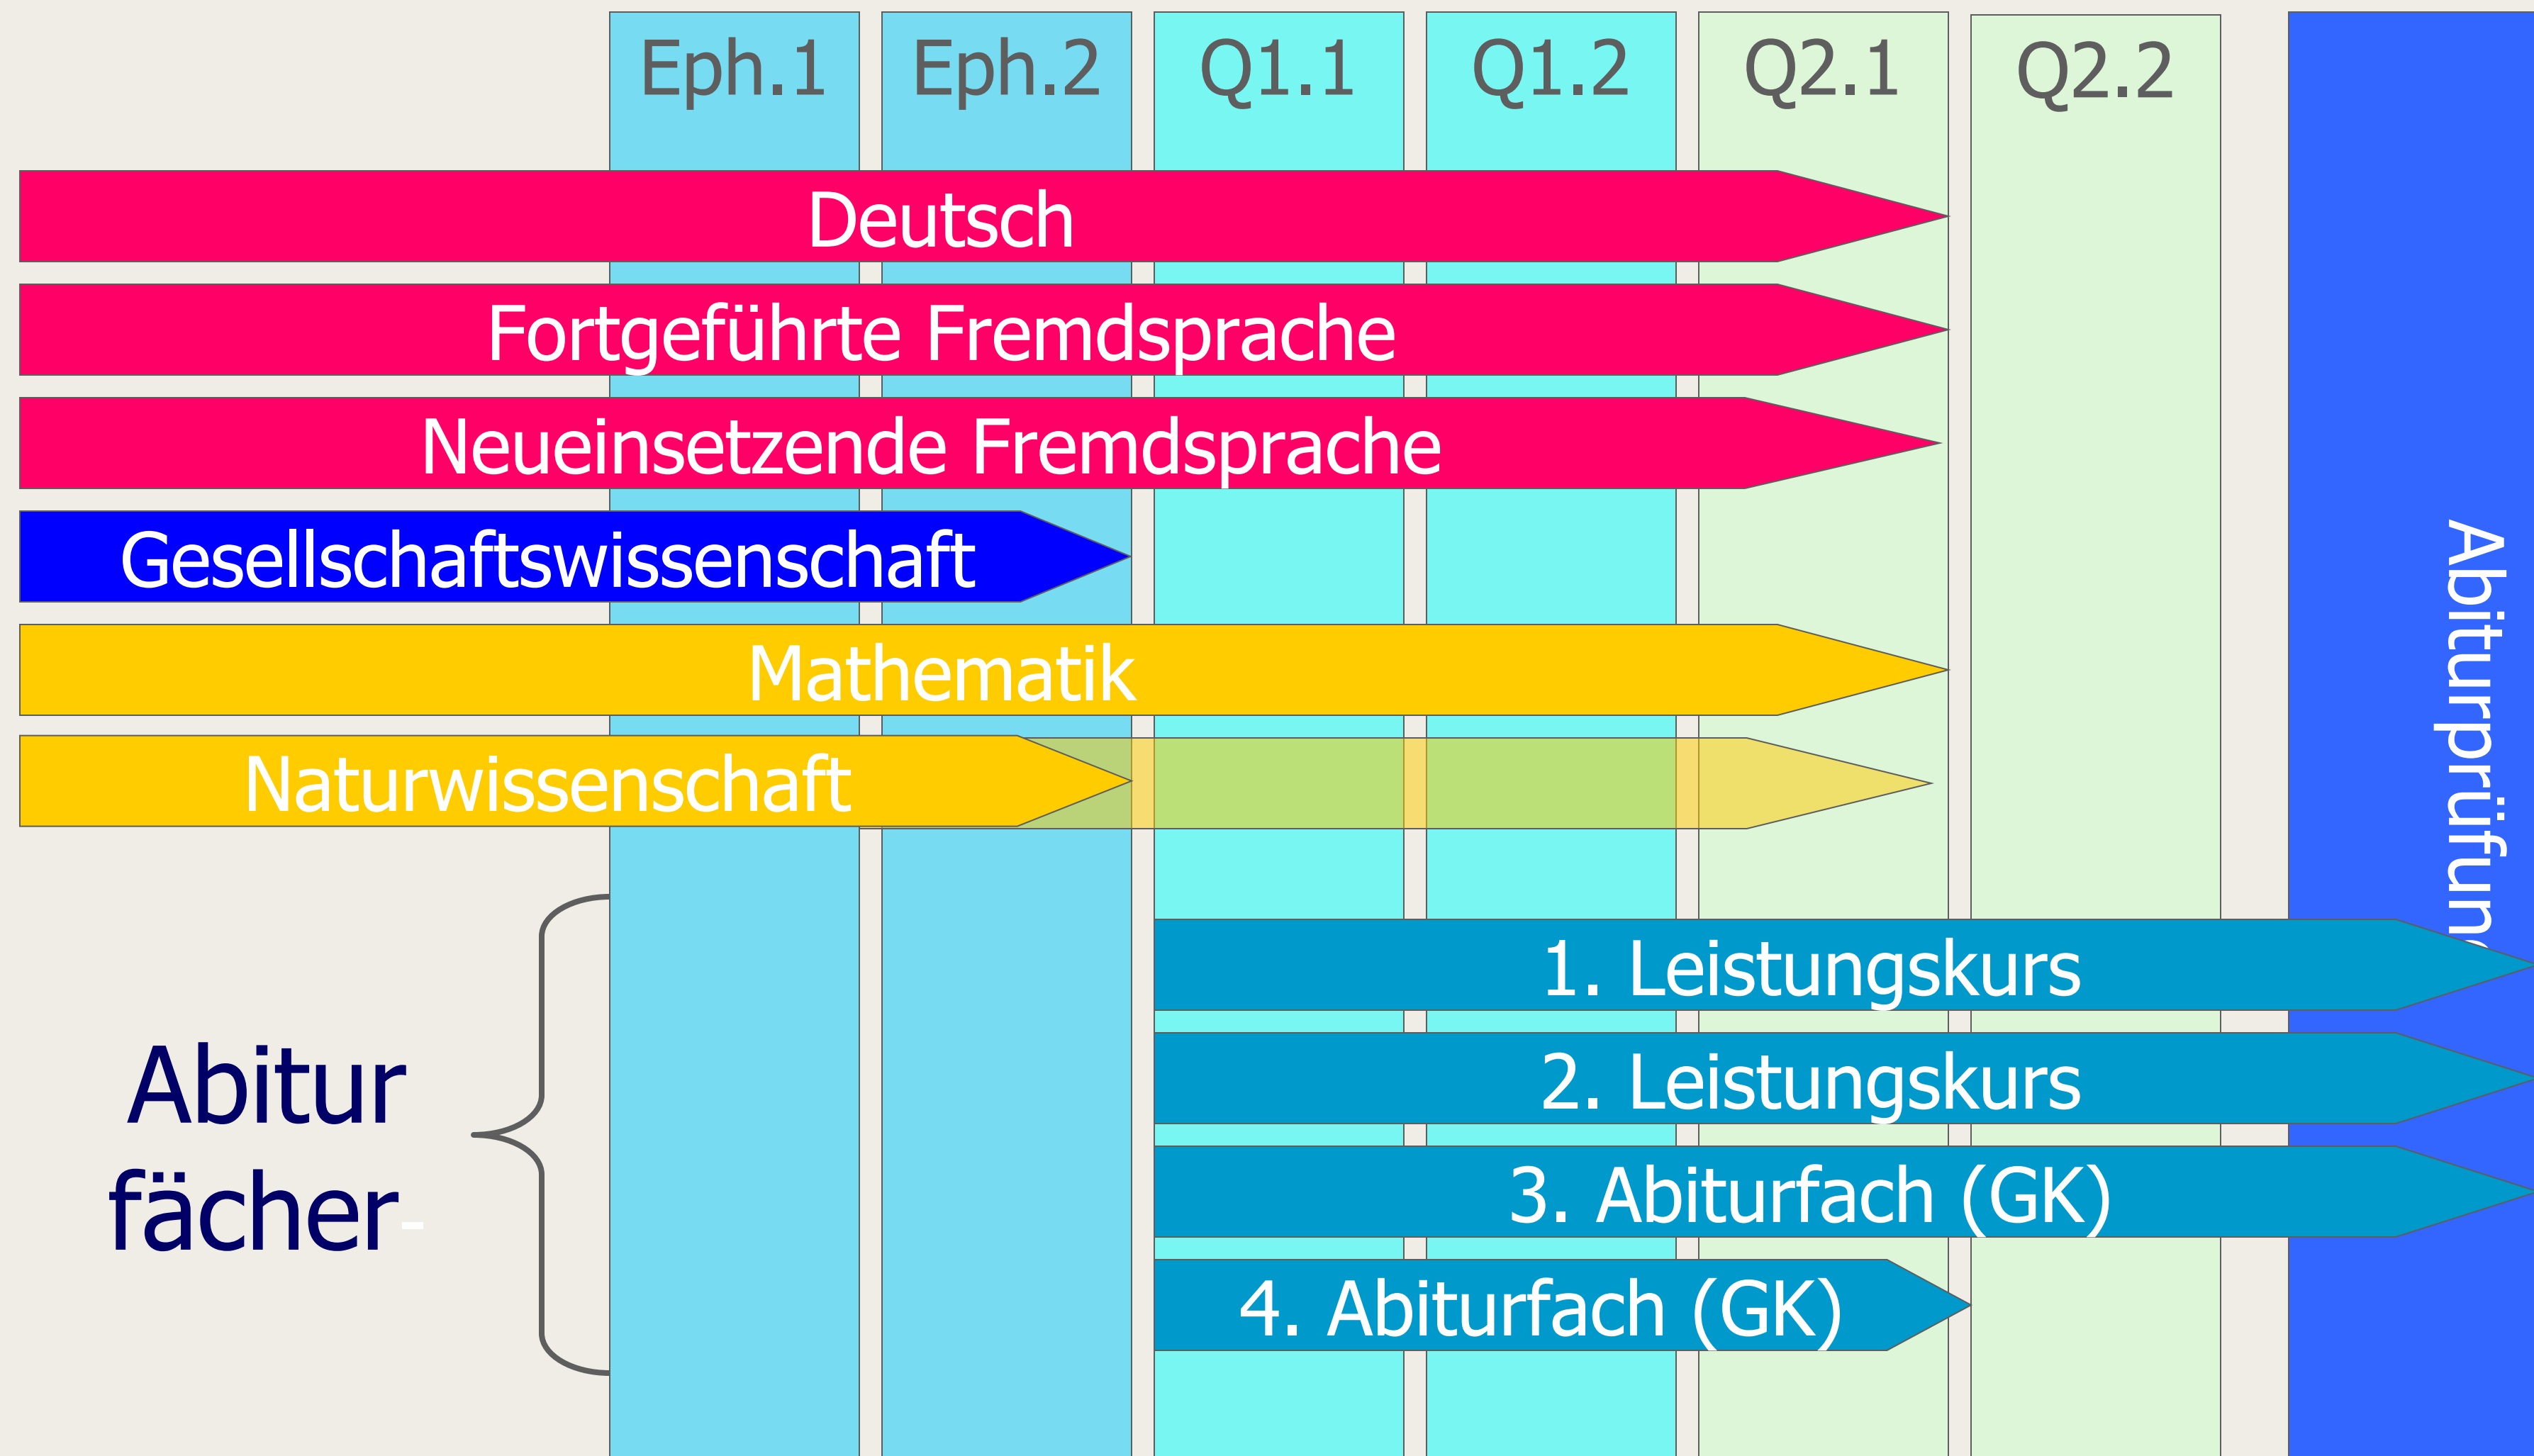 Eph.1 Eph.2 Q1.1 Q1.2 Q2.1 Q2.2
Deutsch
Fortgeführte Fremdsprache
Neueinsetzende Fremdsprache
Gesellschaftswissenschaft
Mathematik
Naturwissenschaft
Abiturprüfung
1. Leistungskurs
2. Leistungskurs
3. Abiturfach (GK)
4. Abiturfach (GK)
Abitur
fächer-